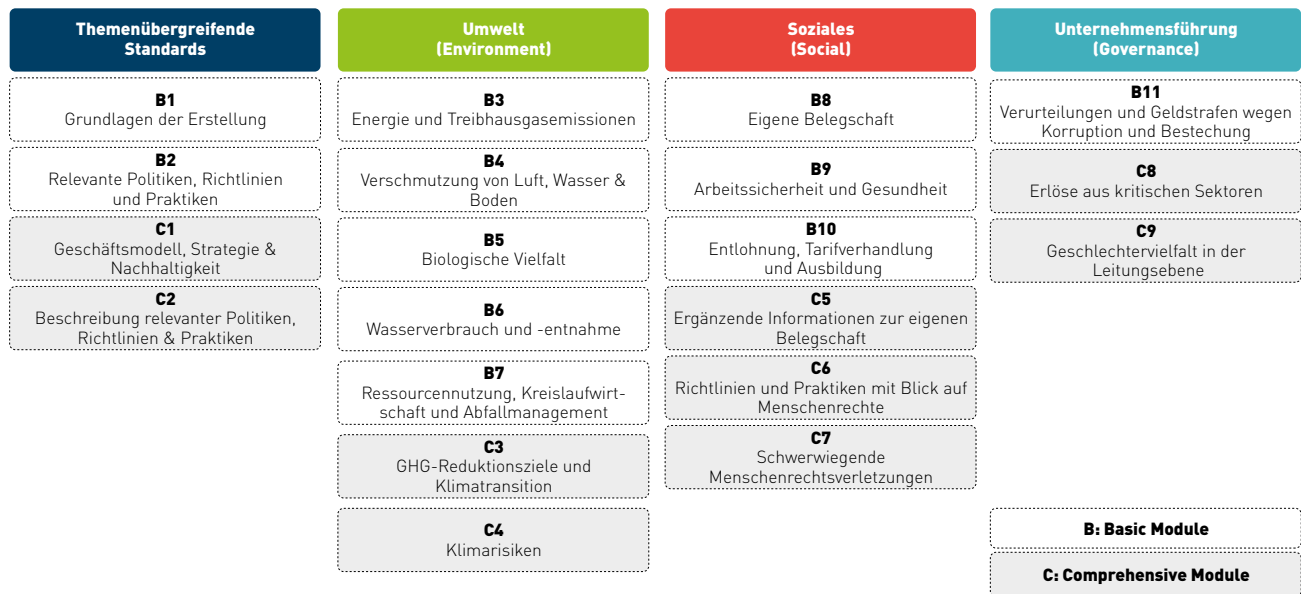 Themenübergreifende
Standards
B1
Grundlagen der Erstellung
B2
Relevante Politiken, Richtlinien
und Praktiken
C1
Geschäftsmodell, Strategie &
Nachhaltigkeit
C2
Beschreibung relevanter Politiken,
Richtlinien & Praktiken
Umwelt
(Environment)
B3
Energie und Treibhausgasemissionen
B4
Verschmutzung von Luft, Wasser &
Boden
B5
Biologische Vielfalt
B6
Wasserverbrauch und -entnahme
B7
Ressourcennutzung, Kreislaufwirt-
schaft und Abfallmanagement
C3
GHG-Reduktionsziele und
Klimatransition
C4
Klimarisiken
Soziales
(Social)
B8
Eigene Belegschaft
B9
Arbeitssicherheit und Gesundheit
B10
Entlohnung, Tarifverhandlung
und Ausbildung
C5
Ergänzende Informationen zur eigenen
Belegschaft
C6
Richtlinien und Praktiken mit Blick auf
Menschenrechte
C7
Schwerwiegende
Menschenrechtsverletzungen
Unternehmensführung
(Governance)
B11
Verurteilungen und Geldstrafen wegen
Korruption und Bestechung
C8
Erlöse aus kritischen Sektoren
C9
Geschlechtervielfalt in der
Leitungsebene
B: Basic Module
C: Comprehensive Module